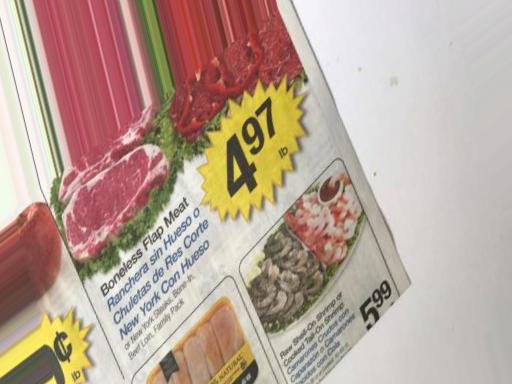 4 97
lb
Boneless Flap Meat
Ranchera sin Hueso o
Chuletas de Res Corte
New York Con Hueso
or New York Steaks, Bone-In,
Beef Loin, Family Pack
¢
lb
NATURAL
Raw Shell-On Shrimp or
Cooked Tail-On Shrimp
5 99